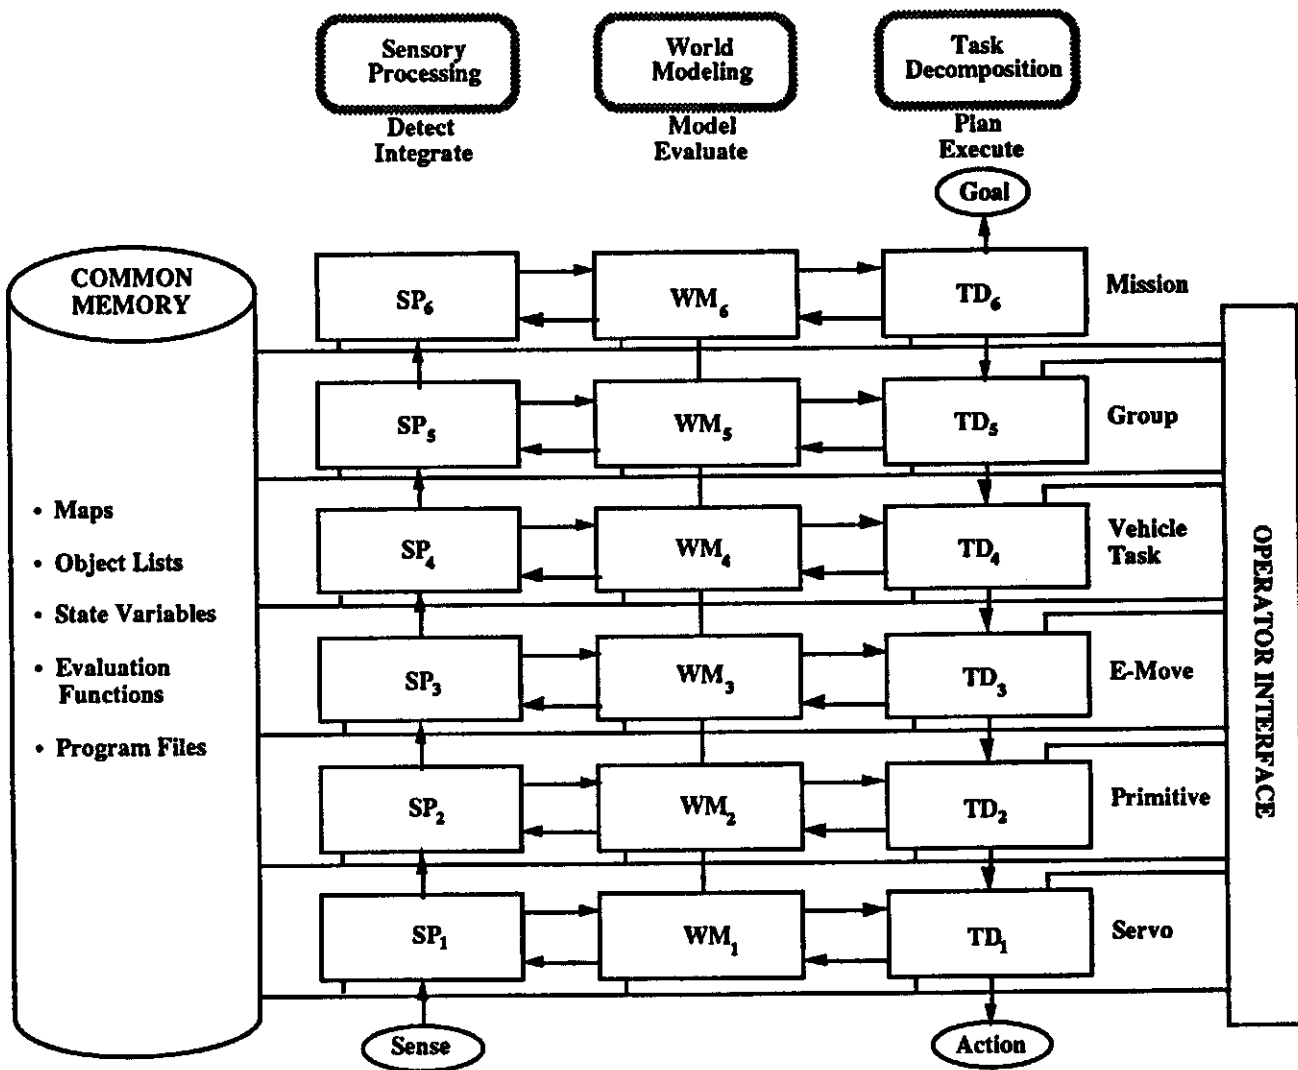 Sensory
Processing
World
Modeling
Task
Decomposition
Detect
Integrate
Model
Evaluate
Plan
Execute
Goal
COMMON
MEMORY
• Maps
• Object Lists
• State Variables
• Evaluation
Functions
• Program Files
SP6
WM6
TD6
Mission
SP5
WM5
TD5
Group
SP4
WM4
TD4
Vehicle
Task
SP3
WM3
TD3
E-Move
SP2
WM2
TD2
Primitive
SP1
WM1
TD1
Servo
Sense
Action
OPERATOR INTERFACE